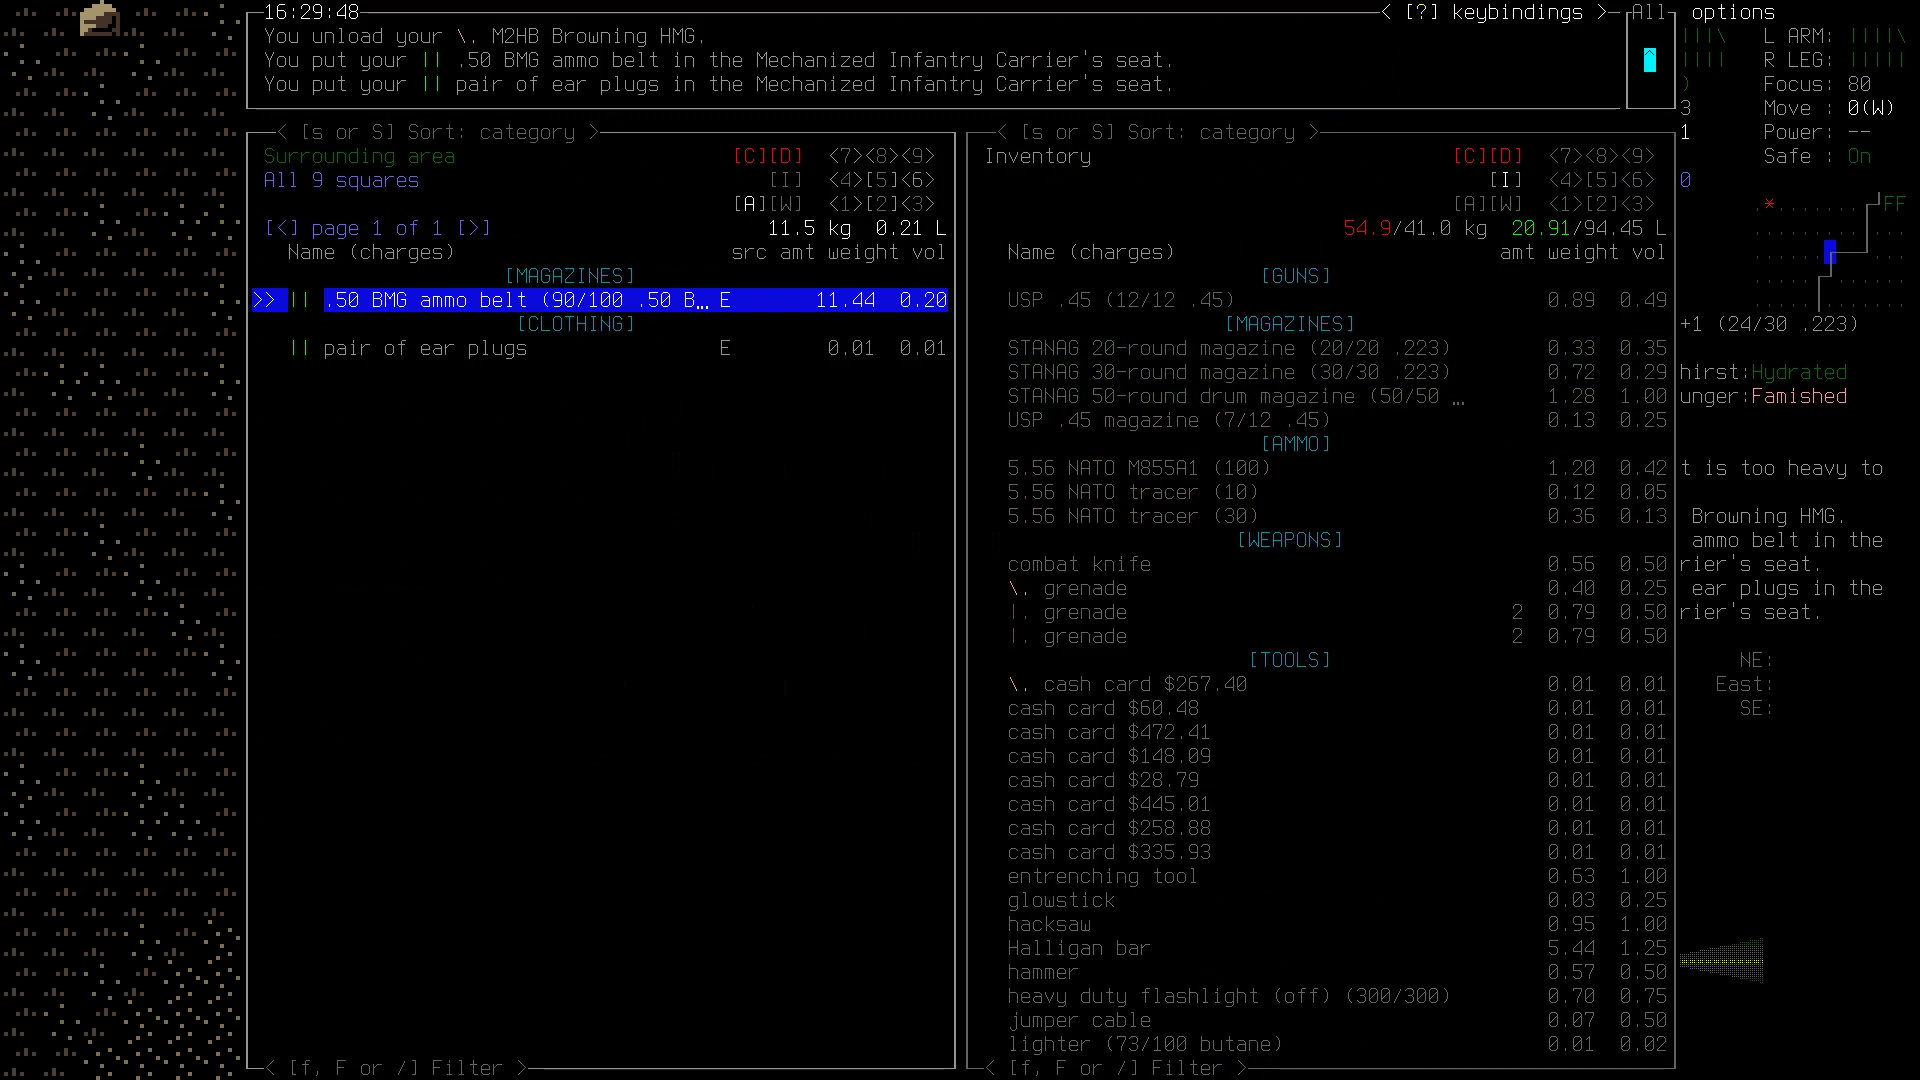 16:29:48 < [?] keybindings > All options
You unload your \. M2HB Browning HMG.
You put your || .50 BMG ammo belt in the Mechanized Infantry Carrier's seat.
You put your || pair of ear plugs in the Mechanized Infantry Carrier's seat.
< [s or S] Sort: category >
Surrounding area [C][D] <7><8><9>
All 9 squares [I] <4>[5]<6>
[A][W] <1>[2]<3>
[<] page 1 of 1 [>] 11.5 kg 0.21 L
Name (charges) src amt weight vol
[MAGAZINES]
>> || .50 BMG ammo belt (90/100 .50 B… E 11.44 0.20
[CLOTHING]
|| pair of ear plugs E 0.01 0.01
< [f, F or /] Filter >
< [s or S] Sort: category >
Inventory [C][D] <7><8><9>
[I] <4>[5]<6>
[A][W] <1>[2]<3>
54.9/41.0 kg 20.91/94.45 L
Name (charges) amt weight vol
[GUNS]
USP .45 (12/12 .45) 0.89 0.49
[MAGAZINES]
STANAG 20-round magazine (20/20 .223) 0.33 0.35
STANAG 30-round magazine (30/30 .223) 0.72 0.29
STANAG 50-round drum magazine (50/50 … 1.28 1.00
USP .45 magazine (7/12 .45) 0.13 0.25
[AMMO]
5.56 NATO M855A1 (100) 1.20 0.42
5.56 NATO tracer (10) 0.12 0.05
5.56 NATO tracer (30) 0.36 0.13
[WEAPONS]
combat knife 0.56 0.50
\. grenade 0.40 0.25
|. grenade 2 0.79 0.50
|. grenade 2 0.79 0.50
[TOOLS]
\. cash card $267.40 0.01 0.01
cash card $60.48 0.01 0.01
cash card $472.41 0.01 0.01
cash card $148.09 0.01 0.01
cash card $28.79 0.01 0.01
cash card $445.01 0.01 0.01
cash card $258.88 0.01 0.01
cash card $335.93 0.01 0.01
entrenching tool 0.63 1.00
glowstick 0.03 0.25
hacksaw 0.95 1.00
Halligan bar 5.44 1.25
hammer 0.57 0.50
heavy duty flashlight (off) (300/300) 0.70 0.75
jumper cable 0.07 0.50
lighter (73/100 butane) 0.01 0.02
< [f, F or /] Filter >
|||\ L ARM: ||||\
|||| R LEG: |||||
) Focus: 80
3 Move : 0(W)
1 Power: --
Safe : On
0
FF
+1 (24/30 .223)
hirst:Hydrated
unger:Famished
t is too heavy to
Browning HMG.
ammo belt in the
rier's seat.
ear plugs in the
rier's seat.
NE:
East:
SE: